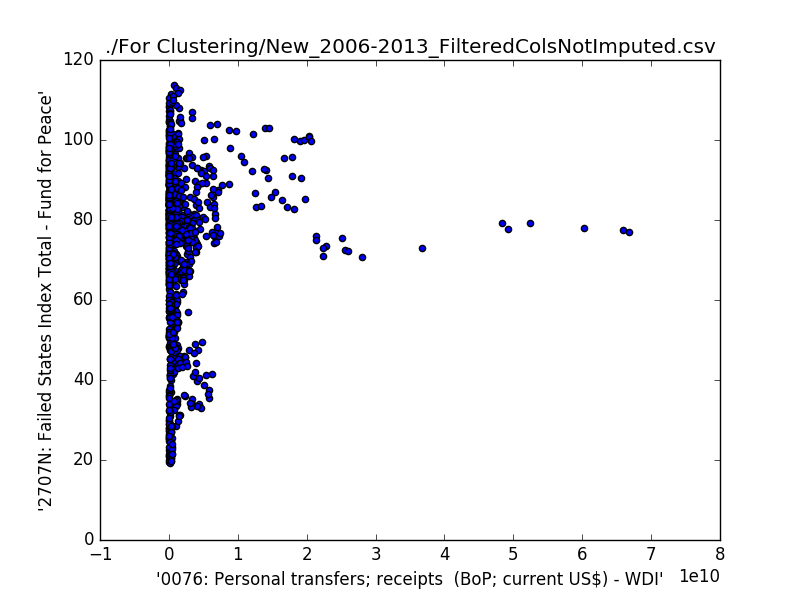 ./For Clustering/New_2006-2013_FilteredColsNotImputed.csv
120
100
80
60
40
20
0
'2707N: Failed States Index Total - Fund for Peace'
−1 0 1 2 3 4 5 6 7 8
1e10
'0076: Personal transfers; receipts  (BoP; current US$) - WDI'